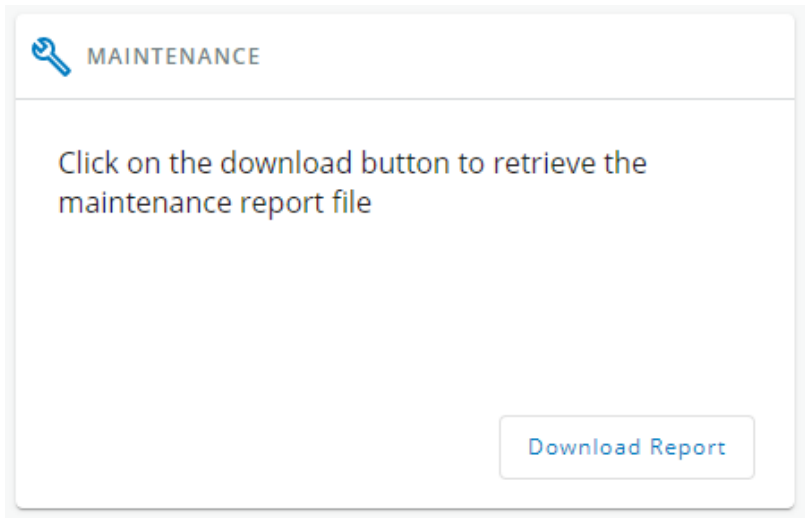 MAINTENANCE
Click on the download button to retrieve the
maintenance report file
Download Report